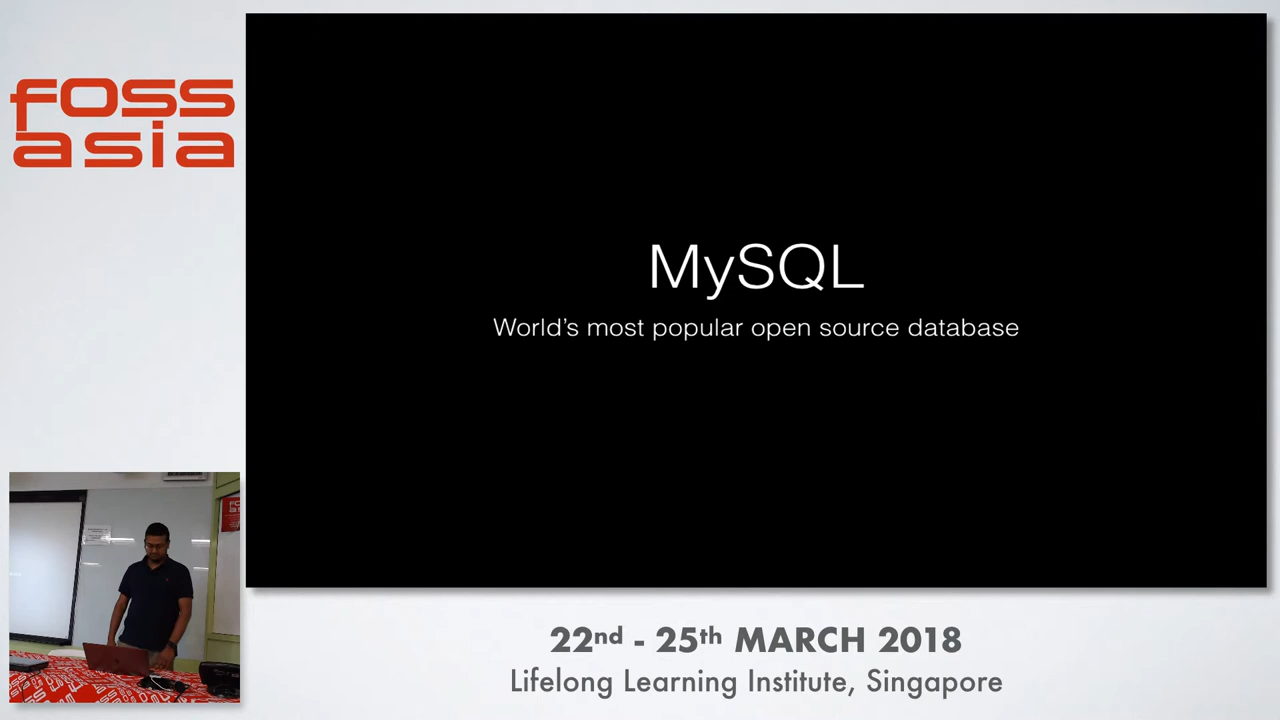 foss
asia
MySQL
World's most popular open source database
22nd - 25th MARCH 2018
Lifelong Learning Institute, Singapore